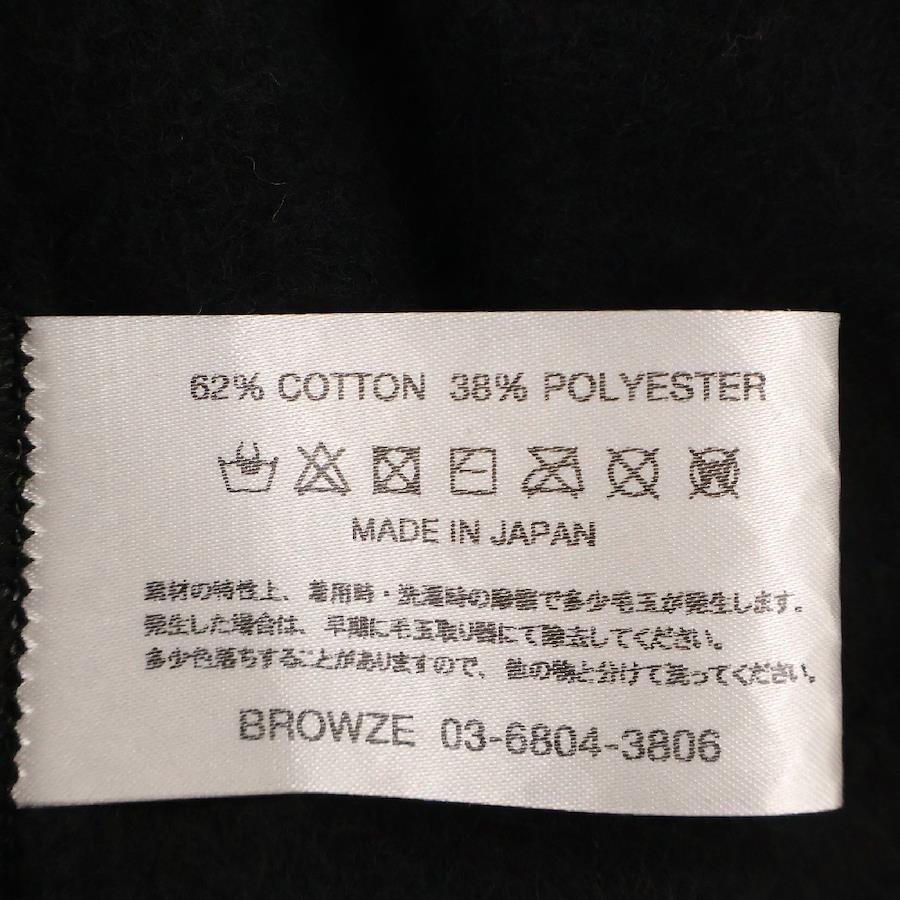 62% COTTON 38% POLYESTER
MADE IN JAPAN
素材の特性上、着用時・洗濯時の摩擦で多少毛玉が発生します。
発生した場合は、早期に毛玉取り器にて除去してください。
多少色落ちすることがありますので、他の物と分けて洗ってください。
BROWZE 03-6804-3806